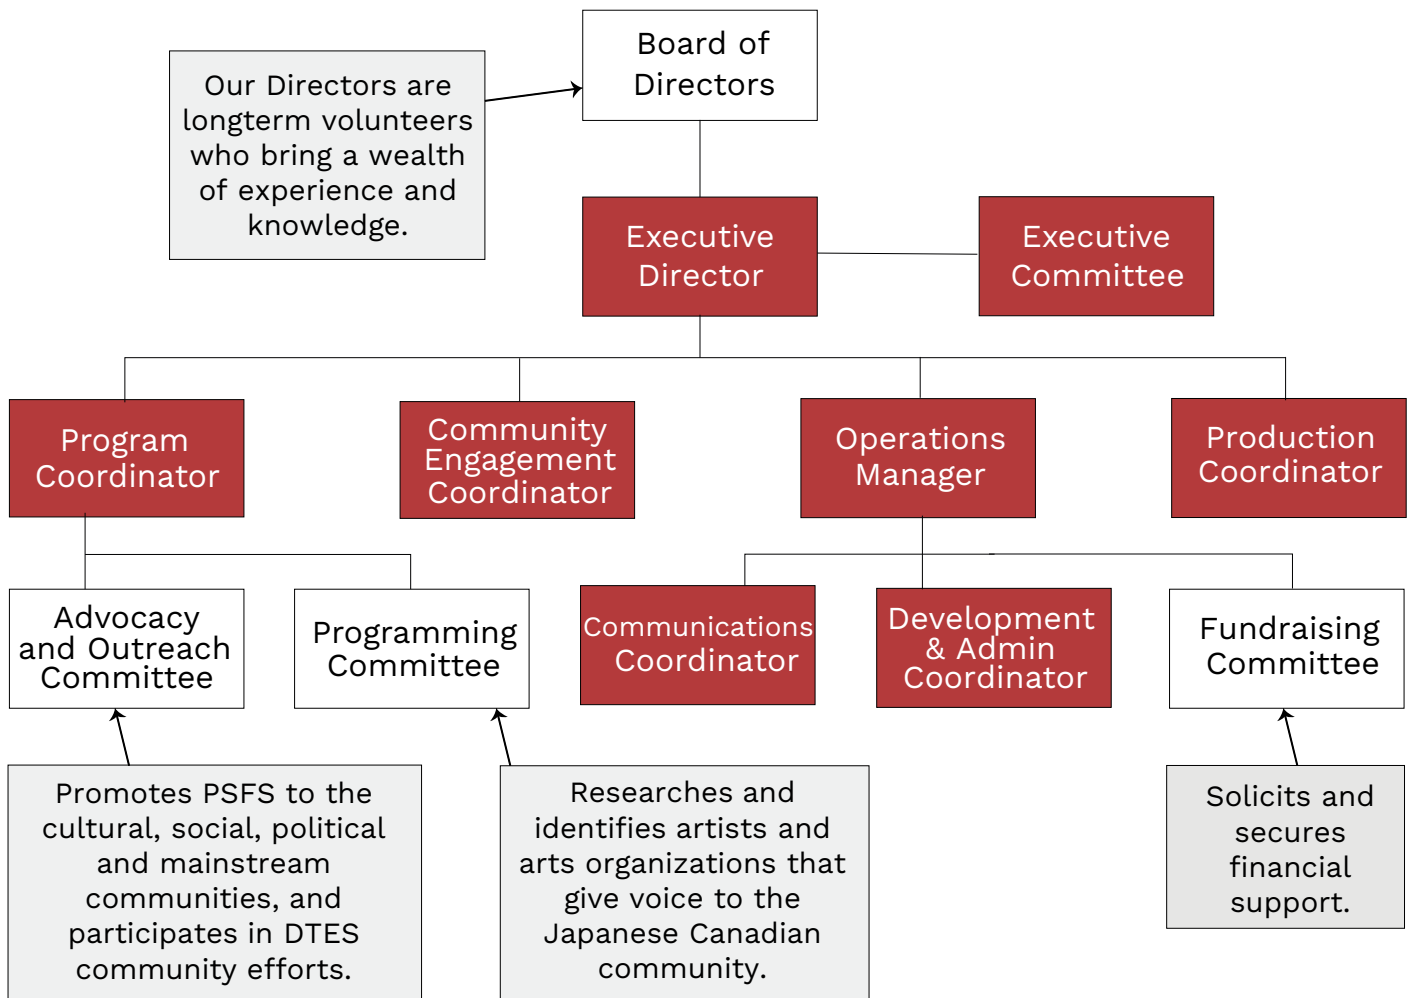 Board of
Directors
Our Directors are
longterm volunteers
who bring a wealth
of experience and
knowledge.
Executive
Director
Executive
Committee
Program
Coordinator
Community
Engagement
Coordinator
Operations
Manager
Production
Coordinator
Advocacy
and Outreach
Committee
Programming
Committee
Communications
Coordinator
Development
& Admin
Coordinator
Fundraising
Committee
Promotes PSFS to the
cultural, social, political
and mainstream
communities, and
participates in DTES
community efforts.
Researches and
identifies artists and
arts organizations that
give voice to the
Japanese Canadian
community.
Solicits and
secures
financial
support.